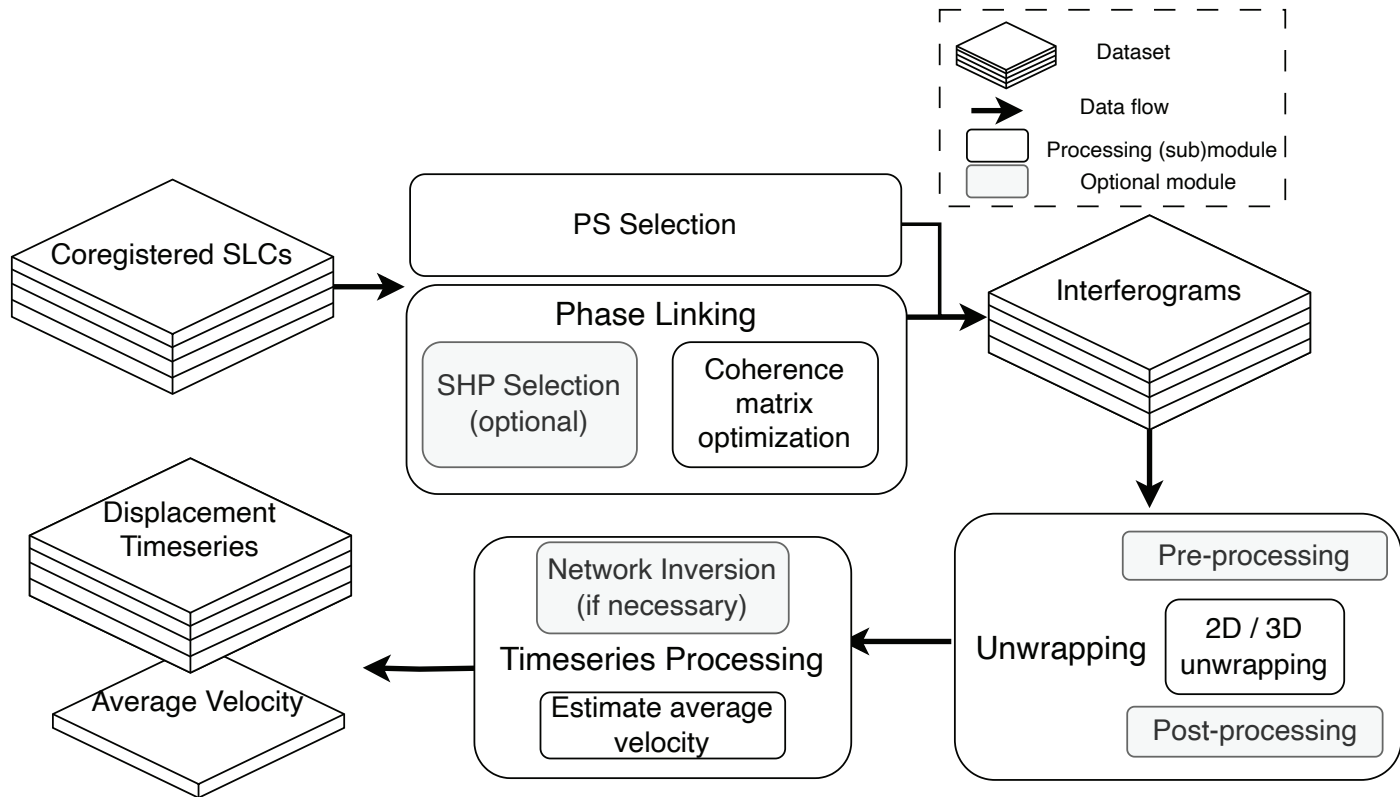 Dataset
Data flow
Processing (sub)module
Optional module
Coregistered SLCs
PS Selection
Phase Linking
SHP Selection
(optional)
Coherence
matrix
optimization
Interferograms
Pre-processing
Unwrapping
2D / 3D
unwrapping
Post-processing
Network Inversion
(if necessary)
Timeseries Processing
Estimate average
velocity
Displacement
Timeseries
Average Velocity